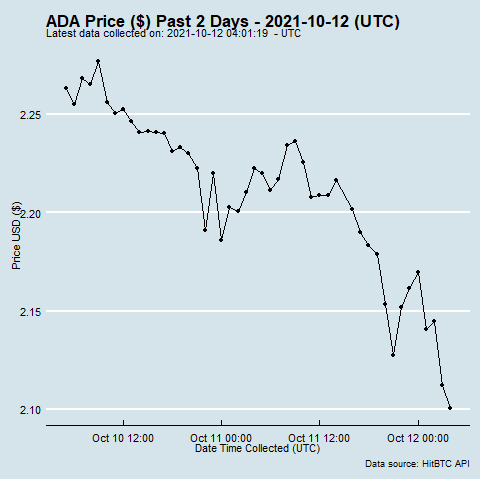 ADA Price ($) Past 2 Days - 2021-10-12 (UTC)
Latest data collected on: 2021-10-12 04:01:19 - UTC
Price USD ($)
2.25
2.20
2.15
2.10
Oct 10 12:00 Oct 11 00:00 Oct 11 12:00 Oct 12 00:00
Date Time Collected (UTC)
Data source: HitBTC API